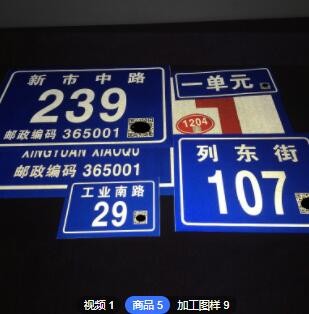 新市中路
239
邮政编码 365001
一单元
1204
1
XINGYUAN XIAOQU
邮政编码 365001
工业南路
29
列东街
107
视频 1
商品 5
加工图样 9